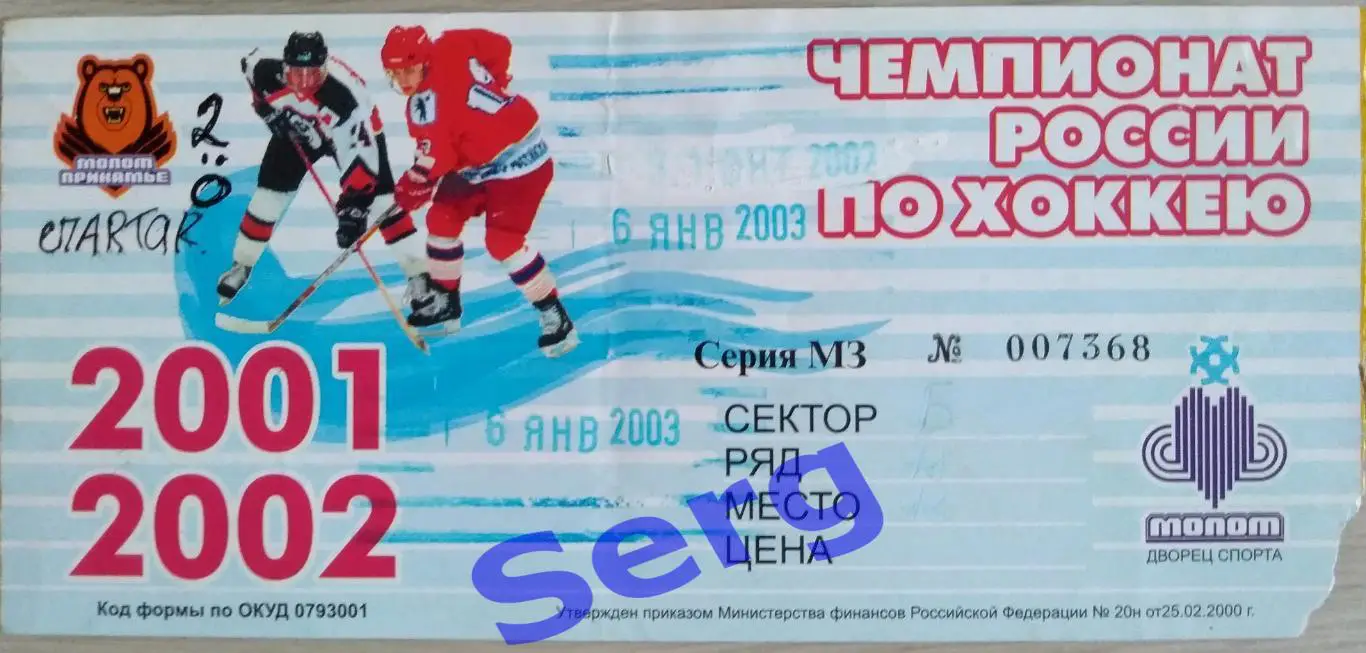 ЧЕМПИОНАТ
РОССИИ
ПО ХОККЕЮ
МОЛОТ
ПРИКАМЬЕ
0:2
СПАРТАК
2002
6 ЯНВ 2003
2001
2002
6 ЯНВ 2003
Серия МЗ № 007368
СЕКТОР Б
РЯД
МЕСТО
ЦЕНА
МОЛОТ
ДВОРЕЦ СПОРТА
Serg
Код формы по ОКУД 0793001
Утвержден приказом Министерства финансов Российской Федерации № 20н от25.02.2000 г.